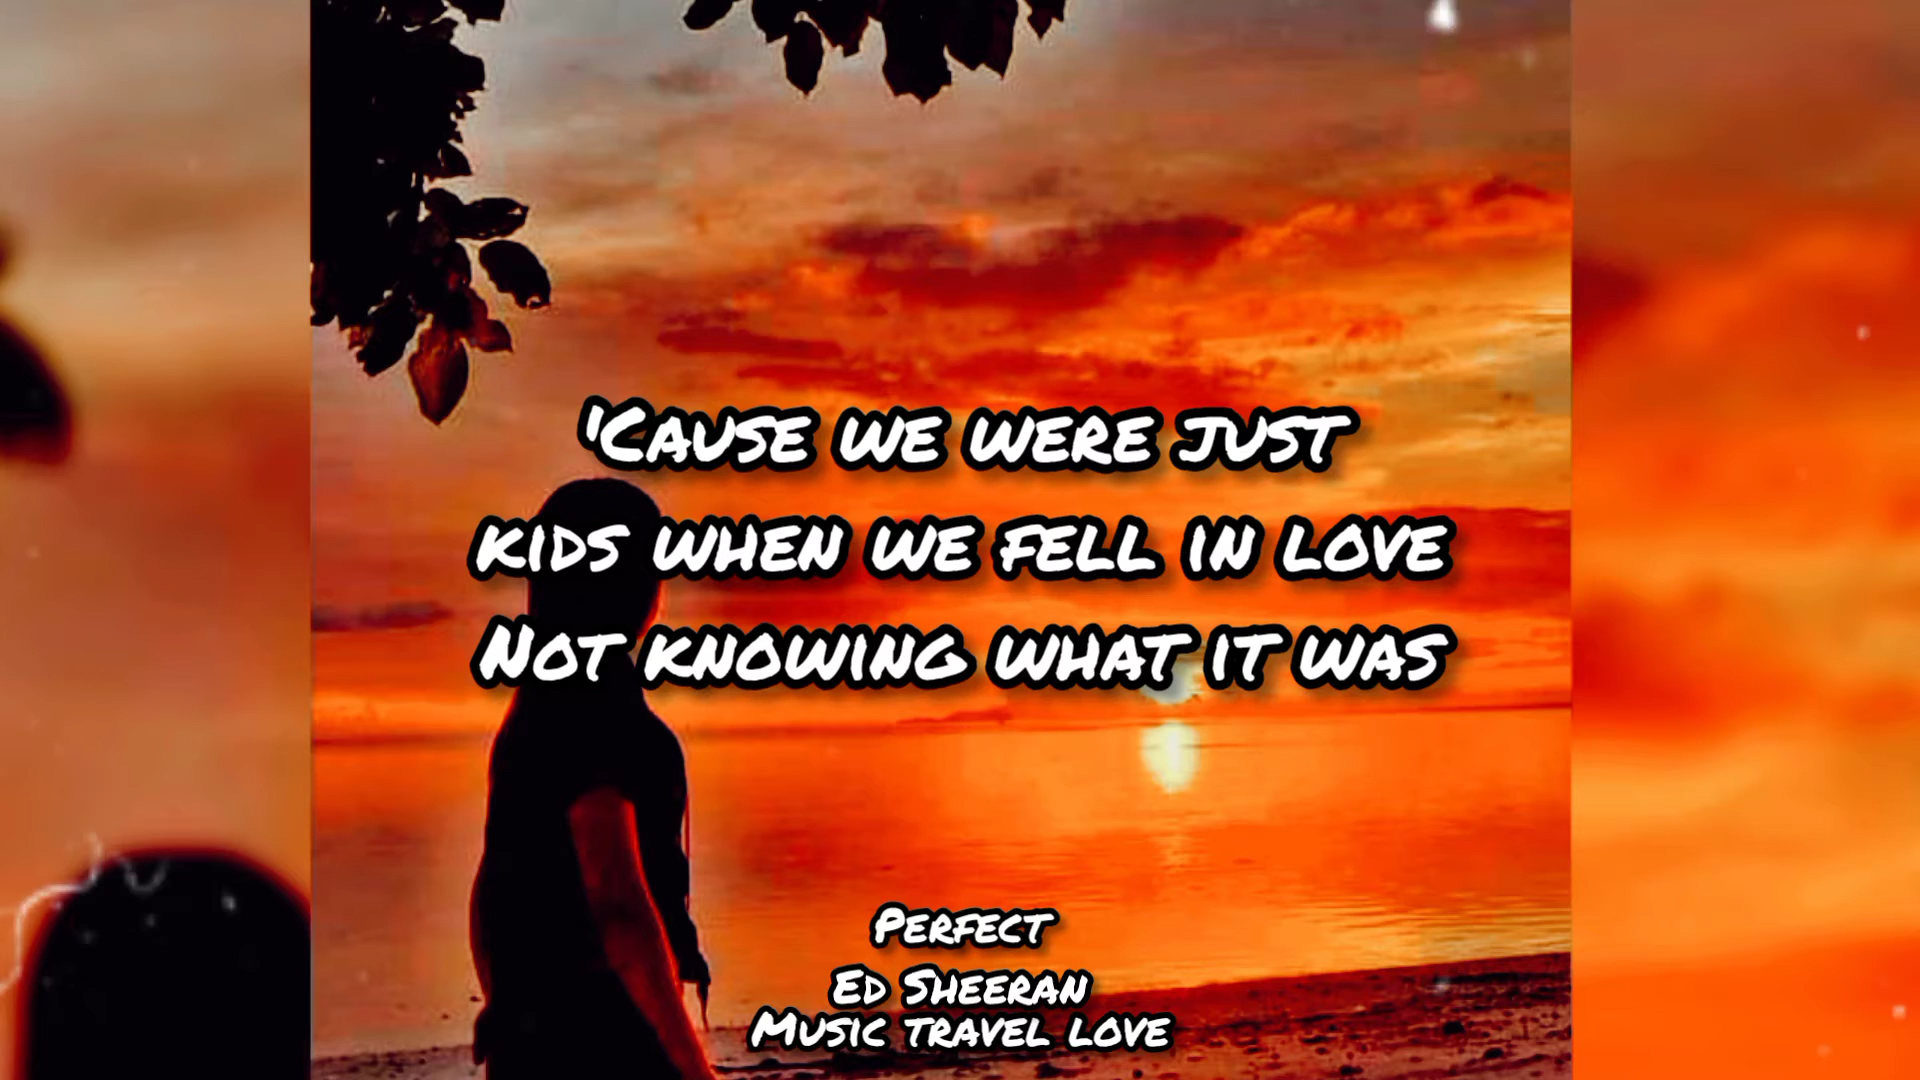 'Cause we were just
kids when we fell in love
Not knowing what it was
Perfect
Ed Sheeran
Music travel love